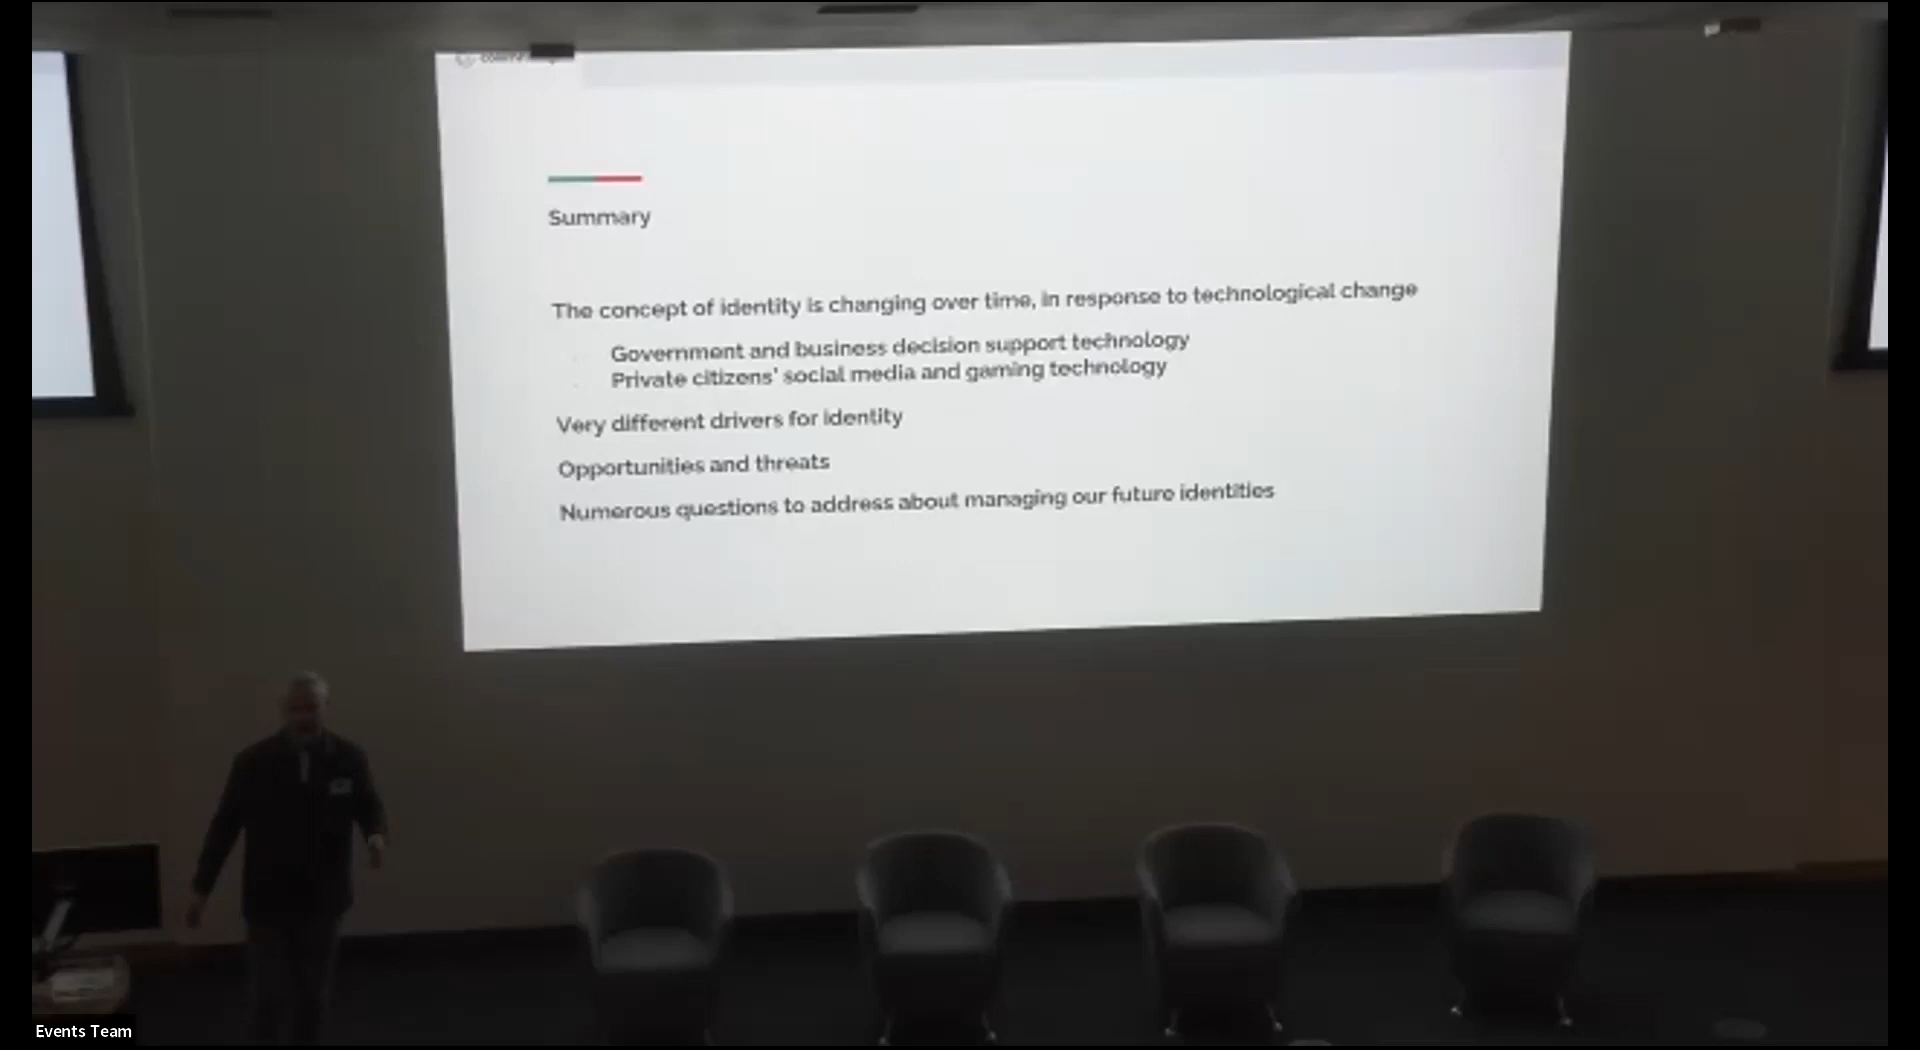 Summary
The concept of identity is changing over time, in response to technological change
Government and business decision support technology
Private citizens' social media and gaming technology
Very different drivers for identity
Opportunities and threats
Numerous questions to address about managing our future identities
Events Team